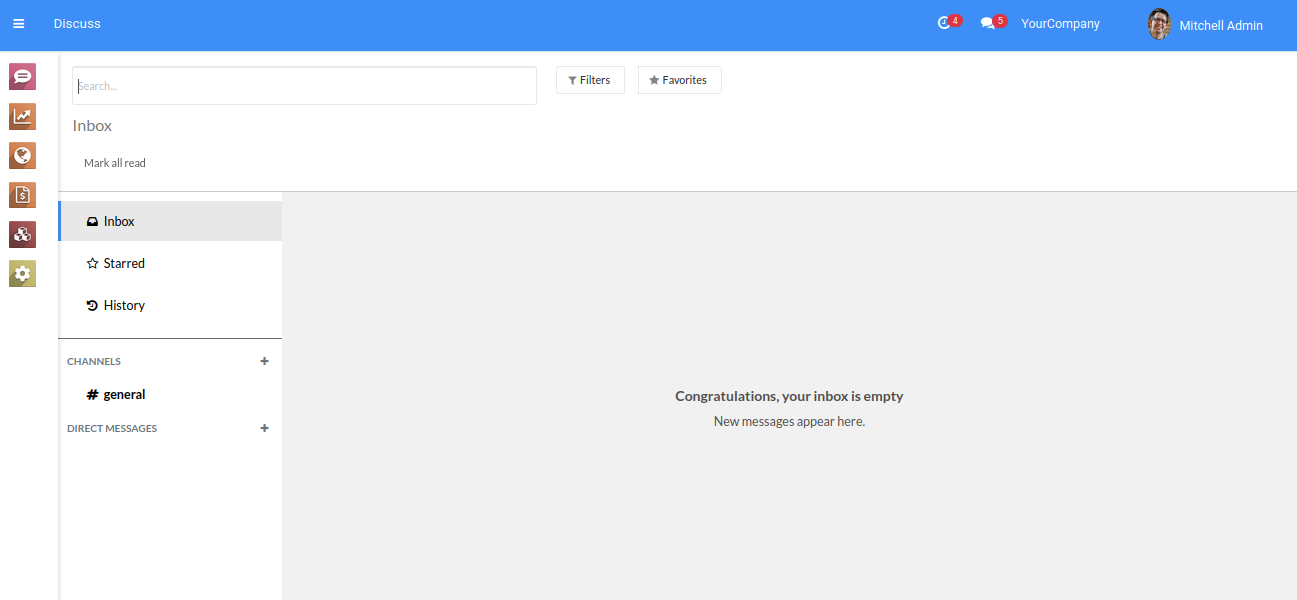 Discuss
4
5
YourCompany
Mitchell Admin
Search...
Filters
Favorites
Inbox
Mark all read
Inbox
Starred
History
CHANNELS
+
# general
DIRECT MESSAGES
+
Congratulations, your inbox is empty
New messages appear here.